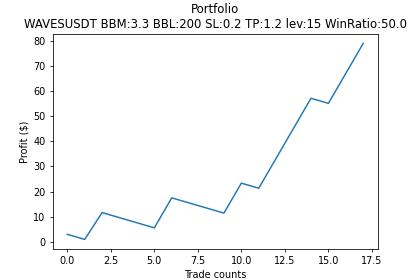 Portfolio
WAVESUSDT BBM:3.3 BBL:200 SL:0.2 TP:1.2 lev:15 WinRatio:50.0
80
70
60
50
40
30
20
10
0
Profit ($)
0.0 2.5 5.0 7.5 10.0 12.5 15.0 17.5
Trade counts